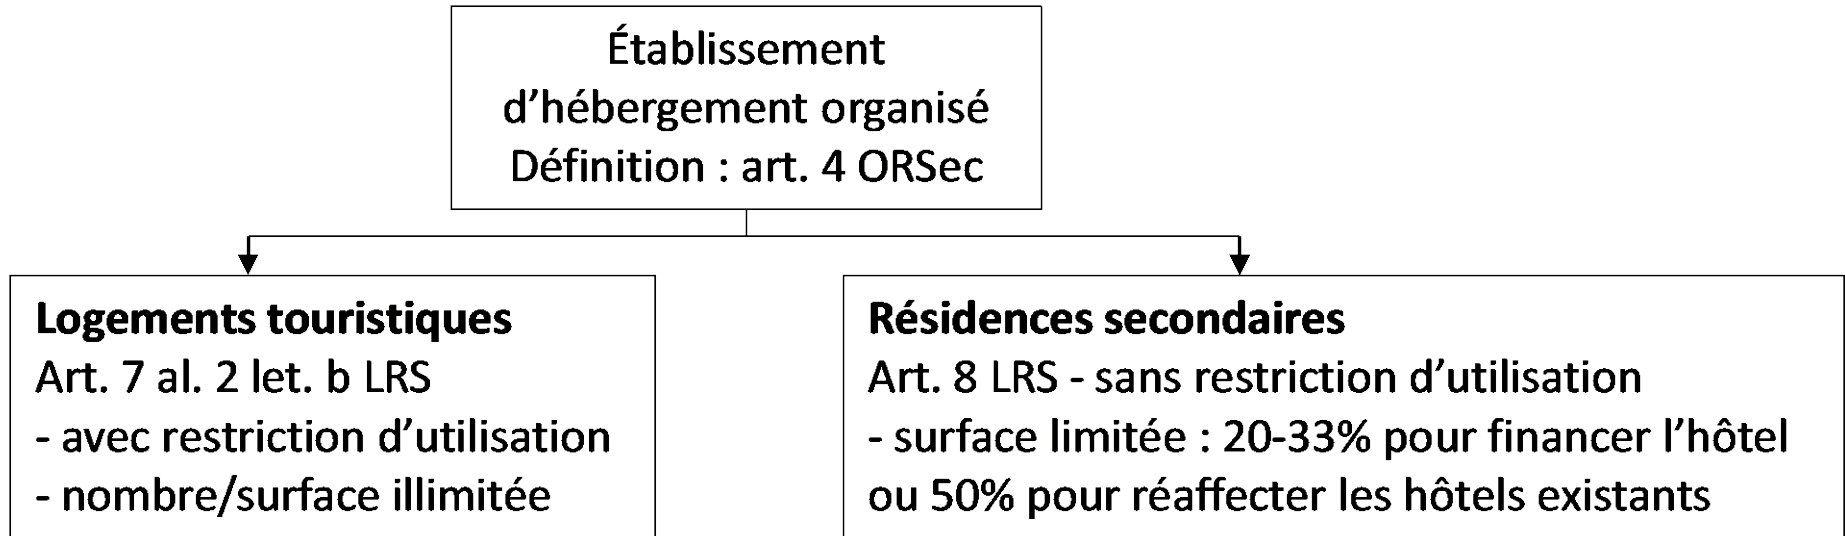 Établissement
d’hébergement organisé
Définition : art. 4 ORSec
Logements touristiques
Art. 7 al. 2 let. b LRS
- avec restriction d’utilisation
- nombre/surface illimitée
Résidences secondaires
Art. 8 LRS - sans restriction d’utilisation
- surface limitée : 20-33% pour financer l’hôtel
ou 50% pour réaffecter les hôtels existants